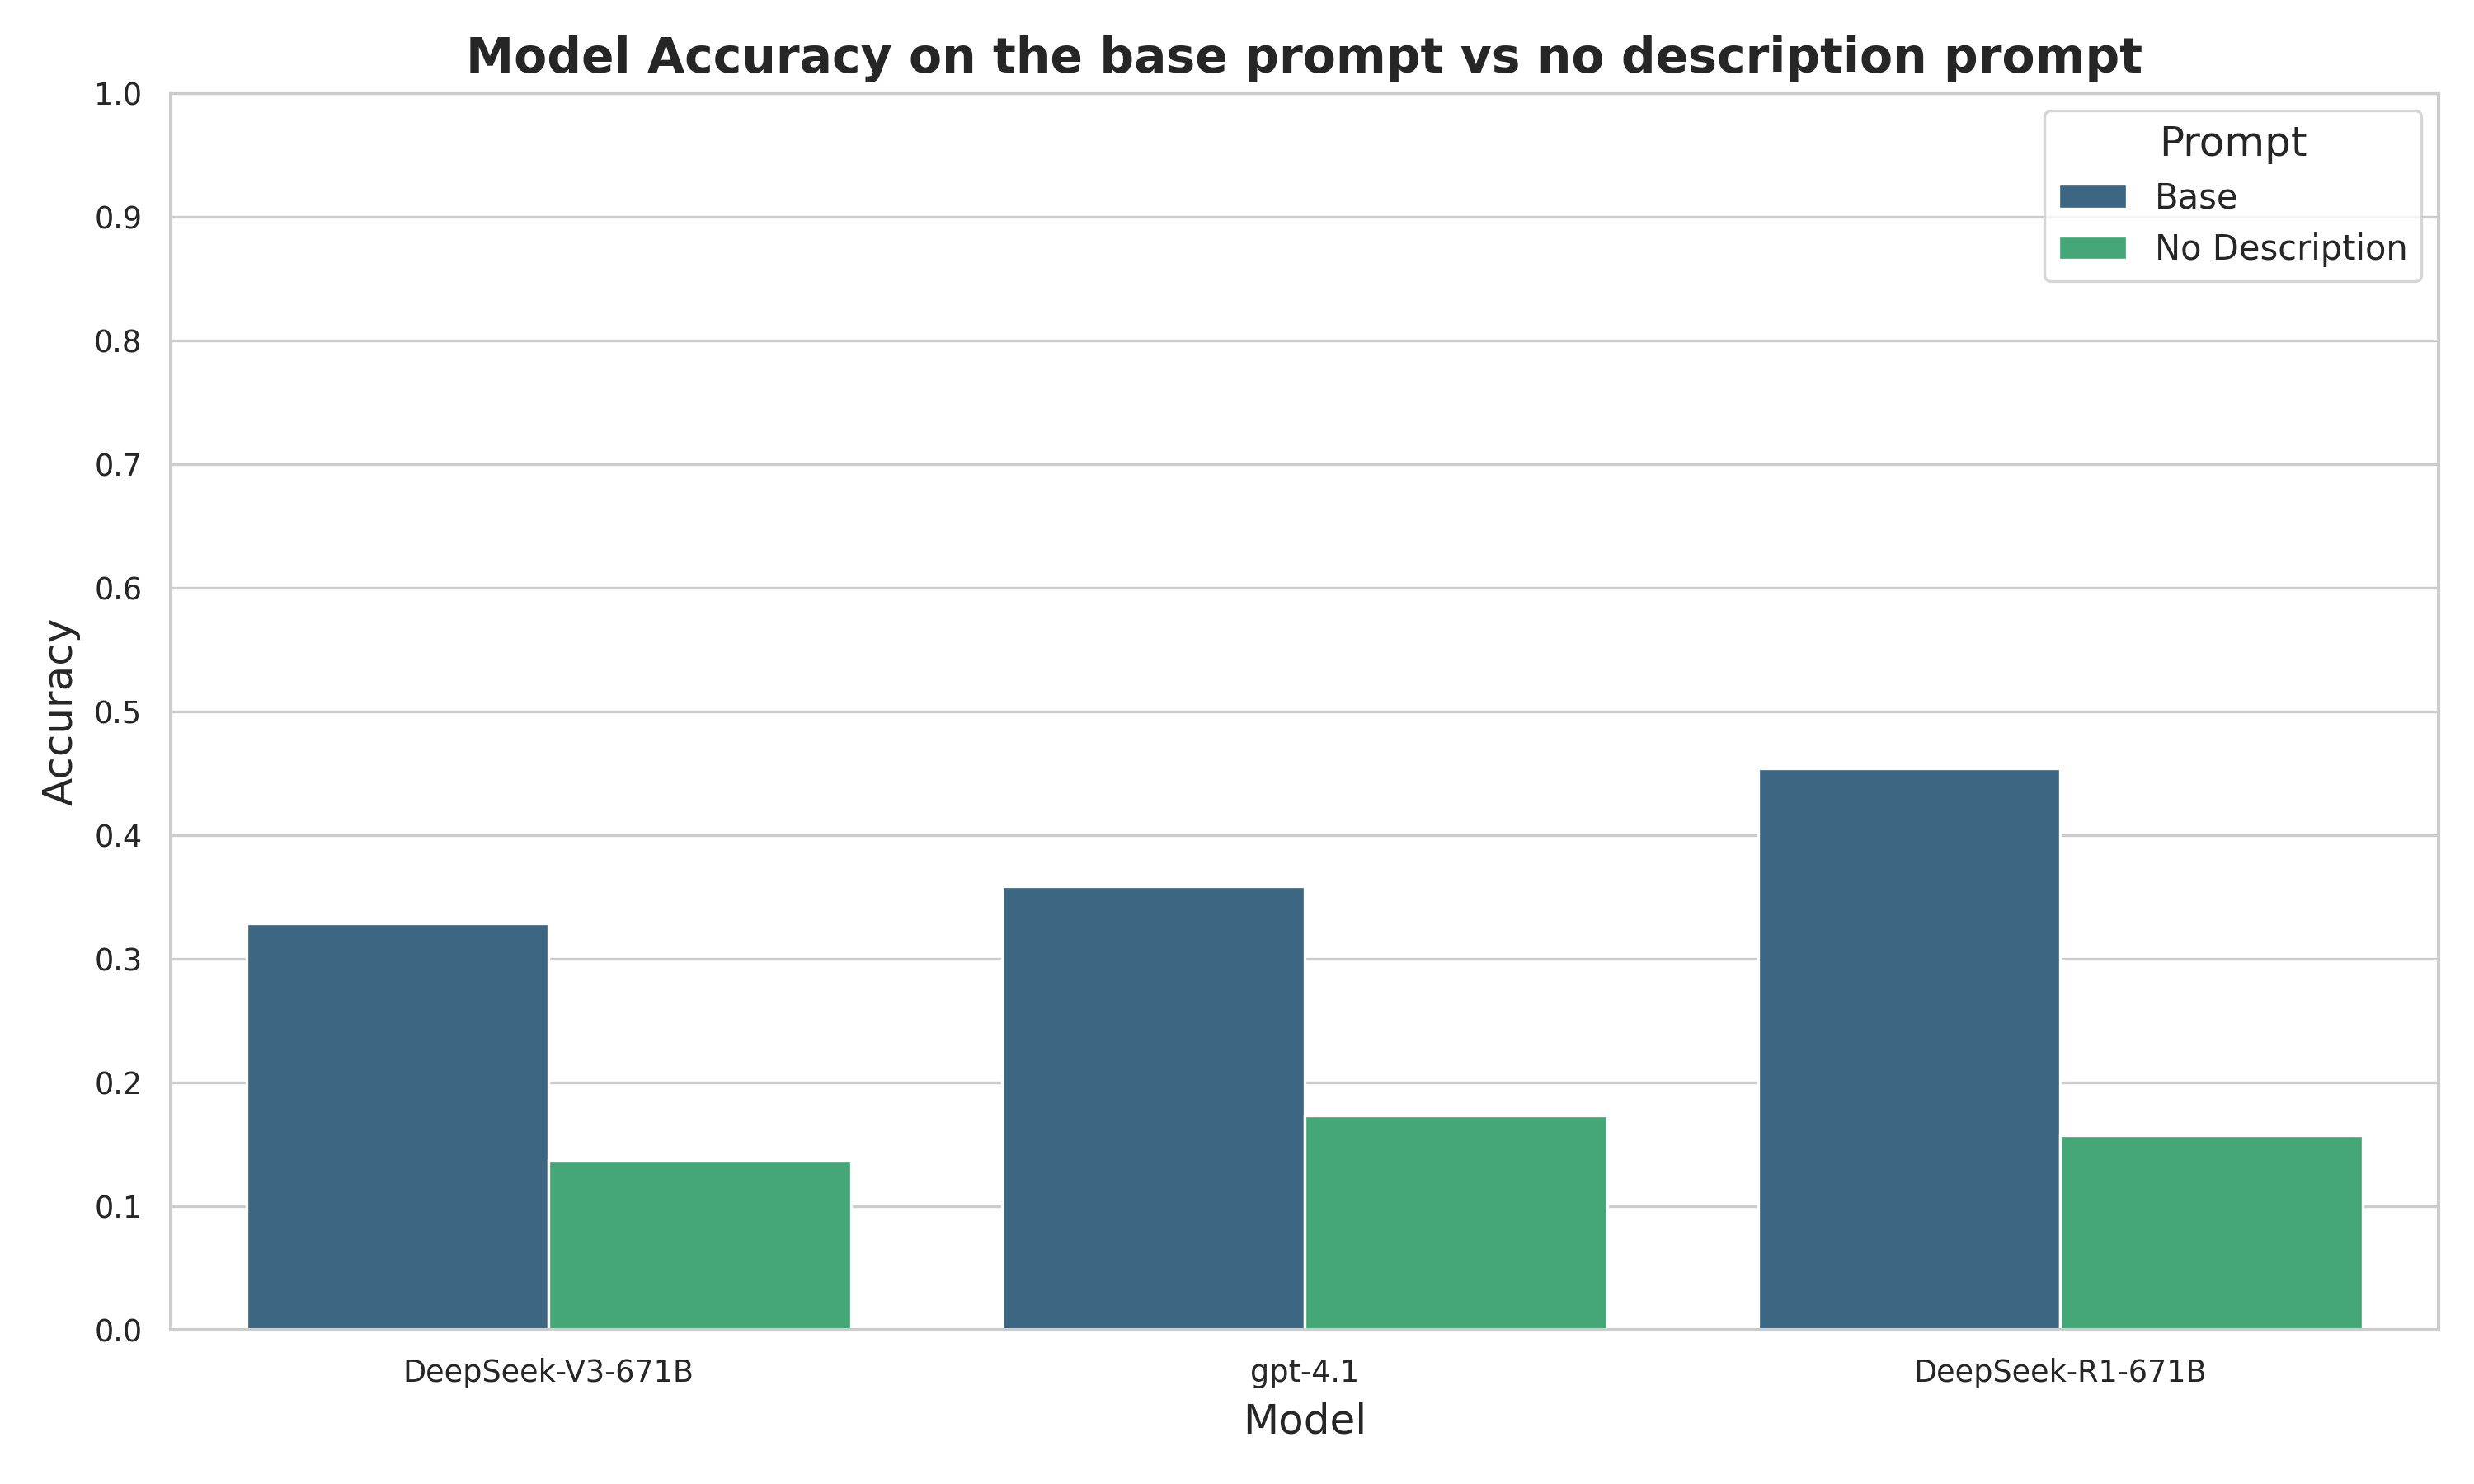 Model Accuracy on the base prompt vs no description prompt
1.0
0.9
0.8
0.7
0.6
0.5
0.4
0.3
0.2
0.1
0.0
Accuracy
Prompt
Base
No Description
DeepSeek-V3-671B
gpt-4.1
DeepSeek-R1-671B
Model